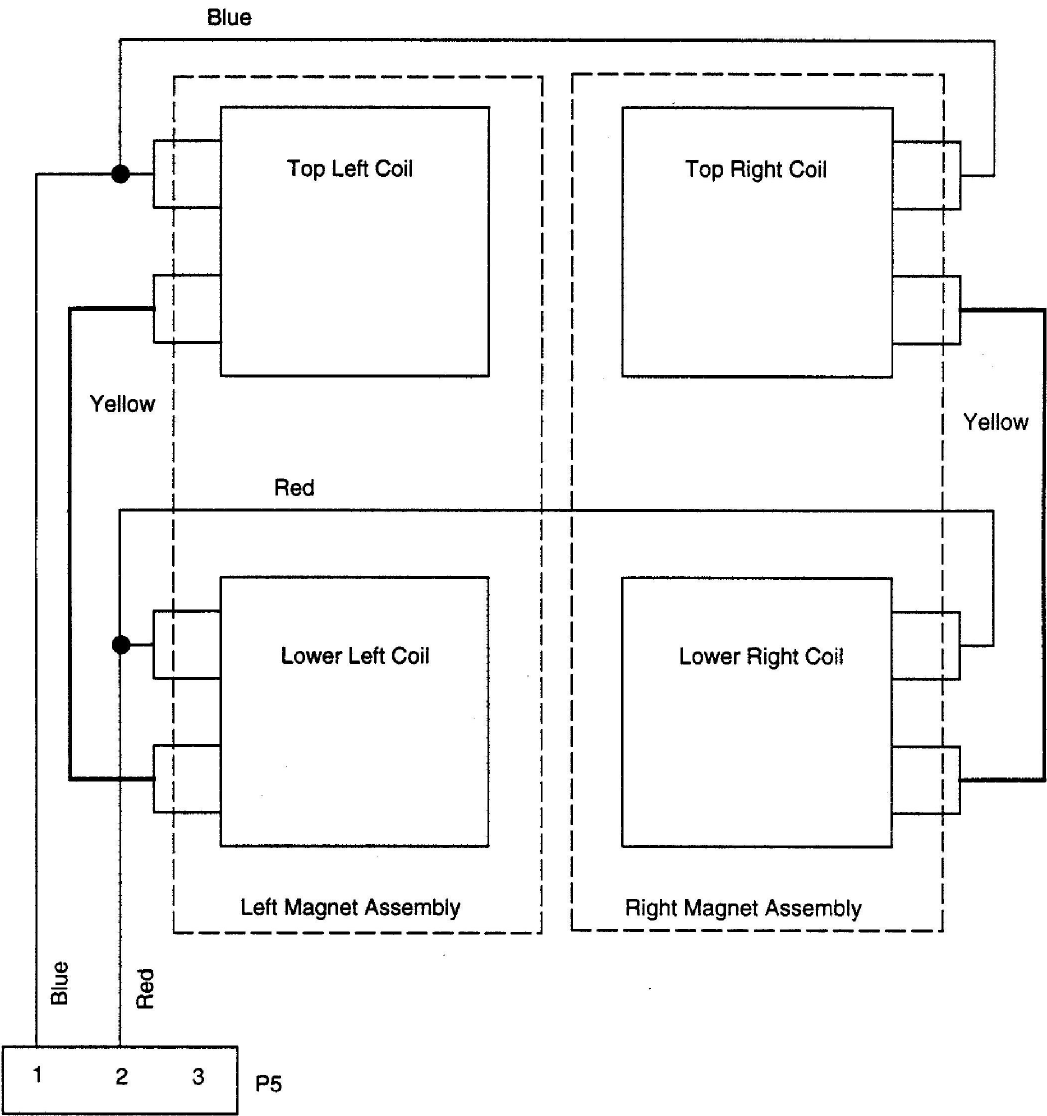 Blue
Top Left Coil
Top Right Coil
Yellow
Yellow
Red
Lower Left Coil
Lower Right Coil
Left Magnet Assembly
Right Magnet Assembly
Blue
Red
1 2 3
P5